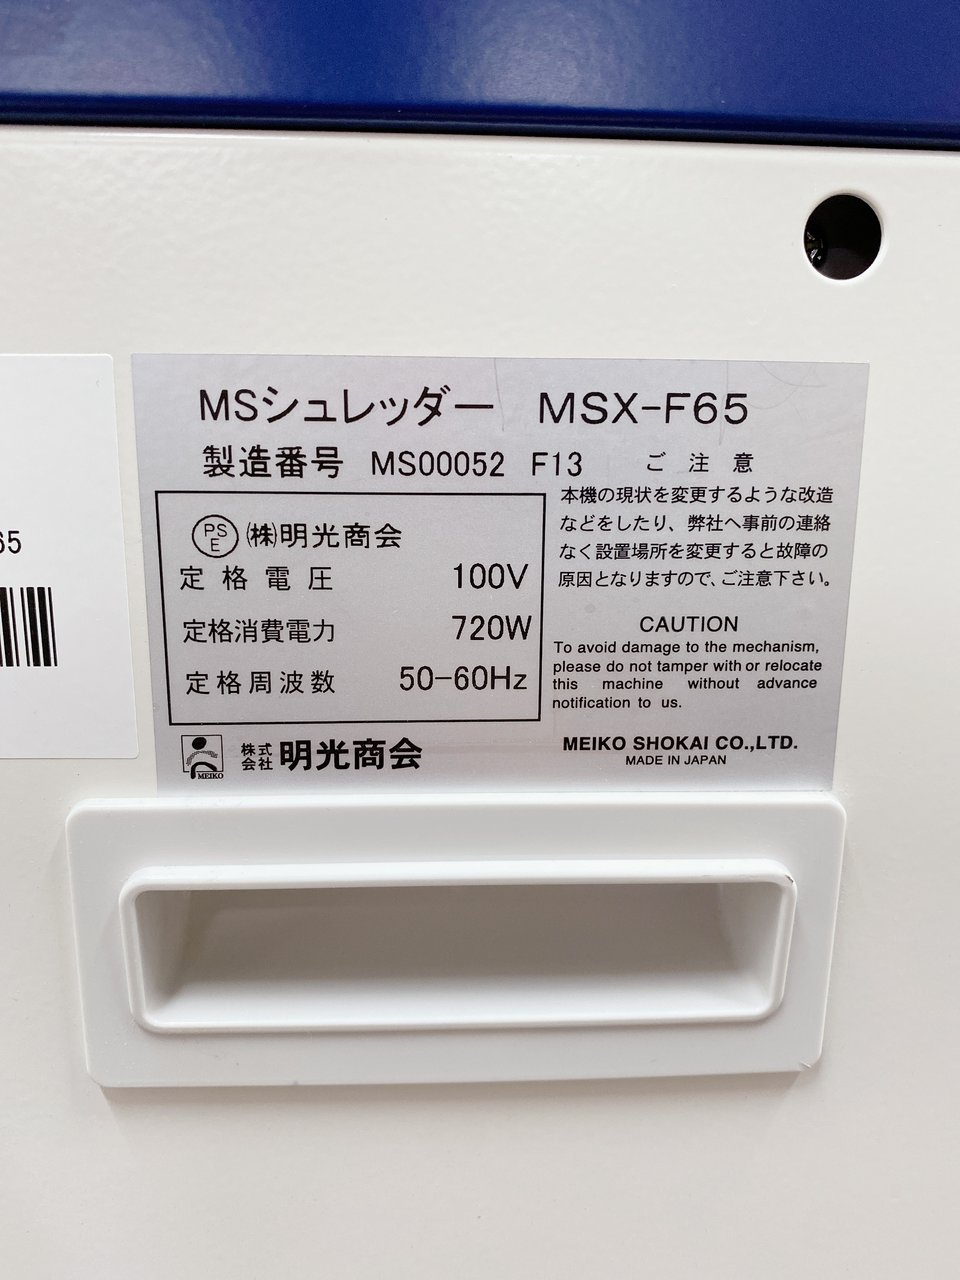 MSシュレッダー MSX-F65
製造番号 MS00052 F13
PSE (株)明光商会
定格電圧 100V
定格消費電力 720W
定格周波数 50-60Hz
ご注意
本機の現状を変更するような改造
などをしたり、弊社へ事前の連絡
なく設置場所を変更すると故障の
原因となりますので、ご注意下さい。
CAUTION
To avoid damage to the mechanism,
please do not tamper with or relocate
this machine without advance
notification to us.
MEIKO
株式会社 明光商会
MEIKO SHOKAI CO.,LTD.
MADE IN JAPAN
65